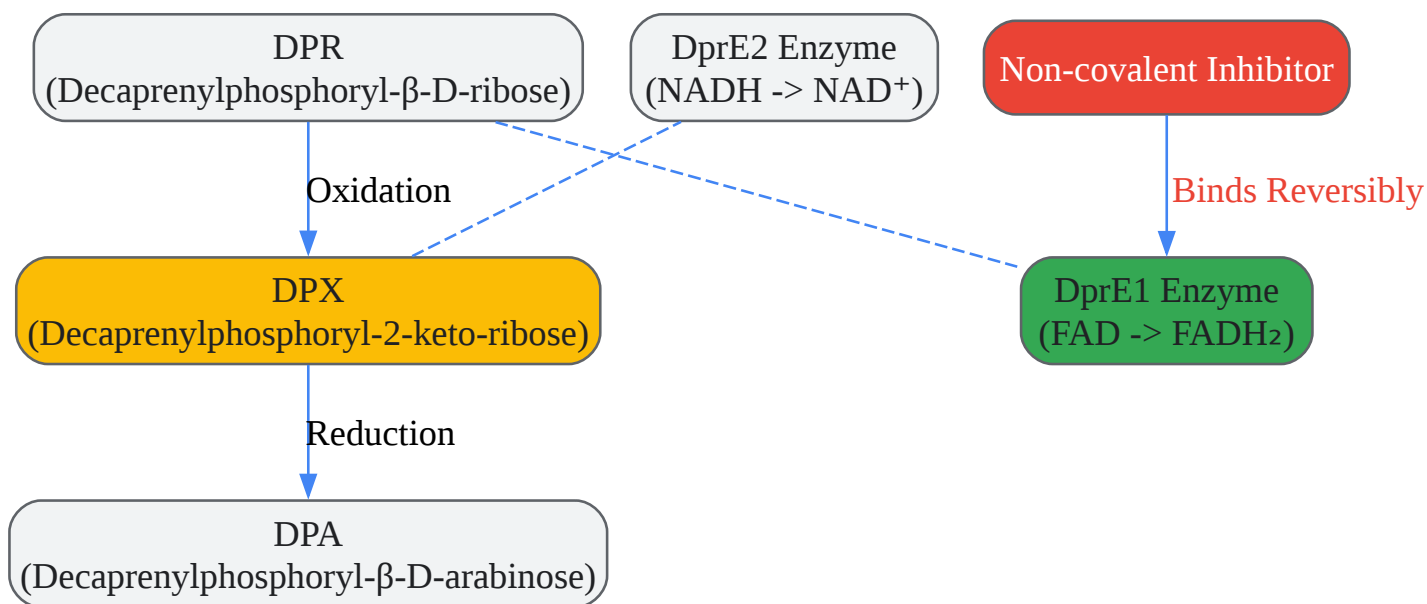 DPR
(Decaprenylphosphoryl-β-D-ribose)
DprE2 Enzyme
(NADH -> NAD⁺)
Non-covalent Inhibitor
Oxidation
Binds Reversibly
DPX
(Decaprenylphosphoryl-2-keto-ribose)
DprE1 Enzyme
(FAD -> FADH₂)
Reduction
DPA
(Decaprenylphosphoryl-β-D-arabinose)